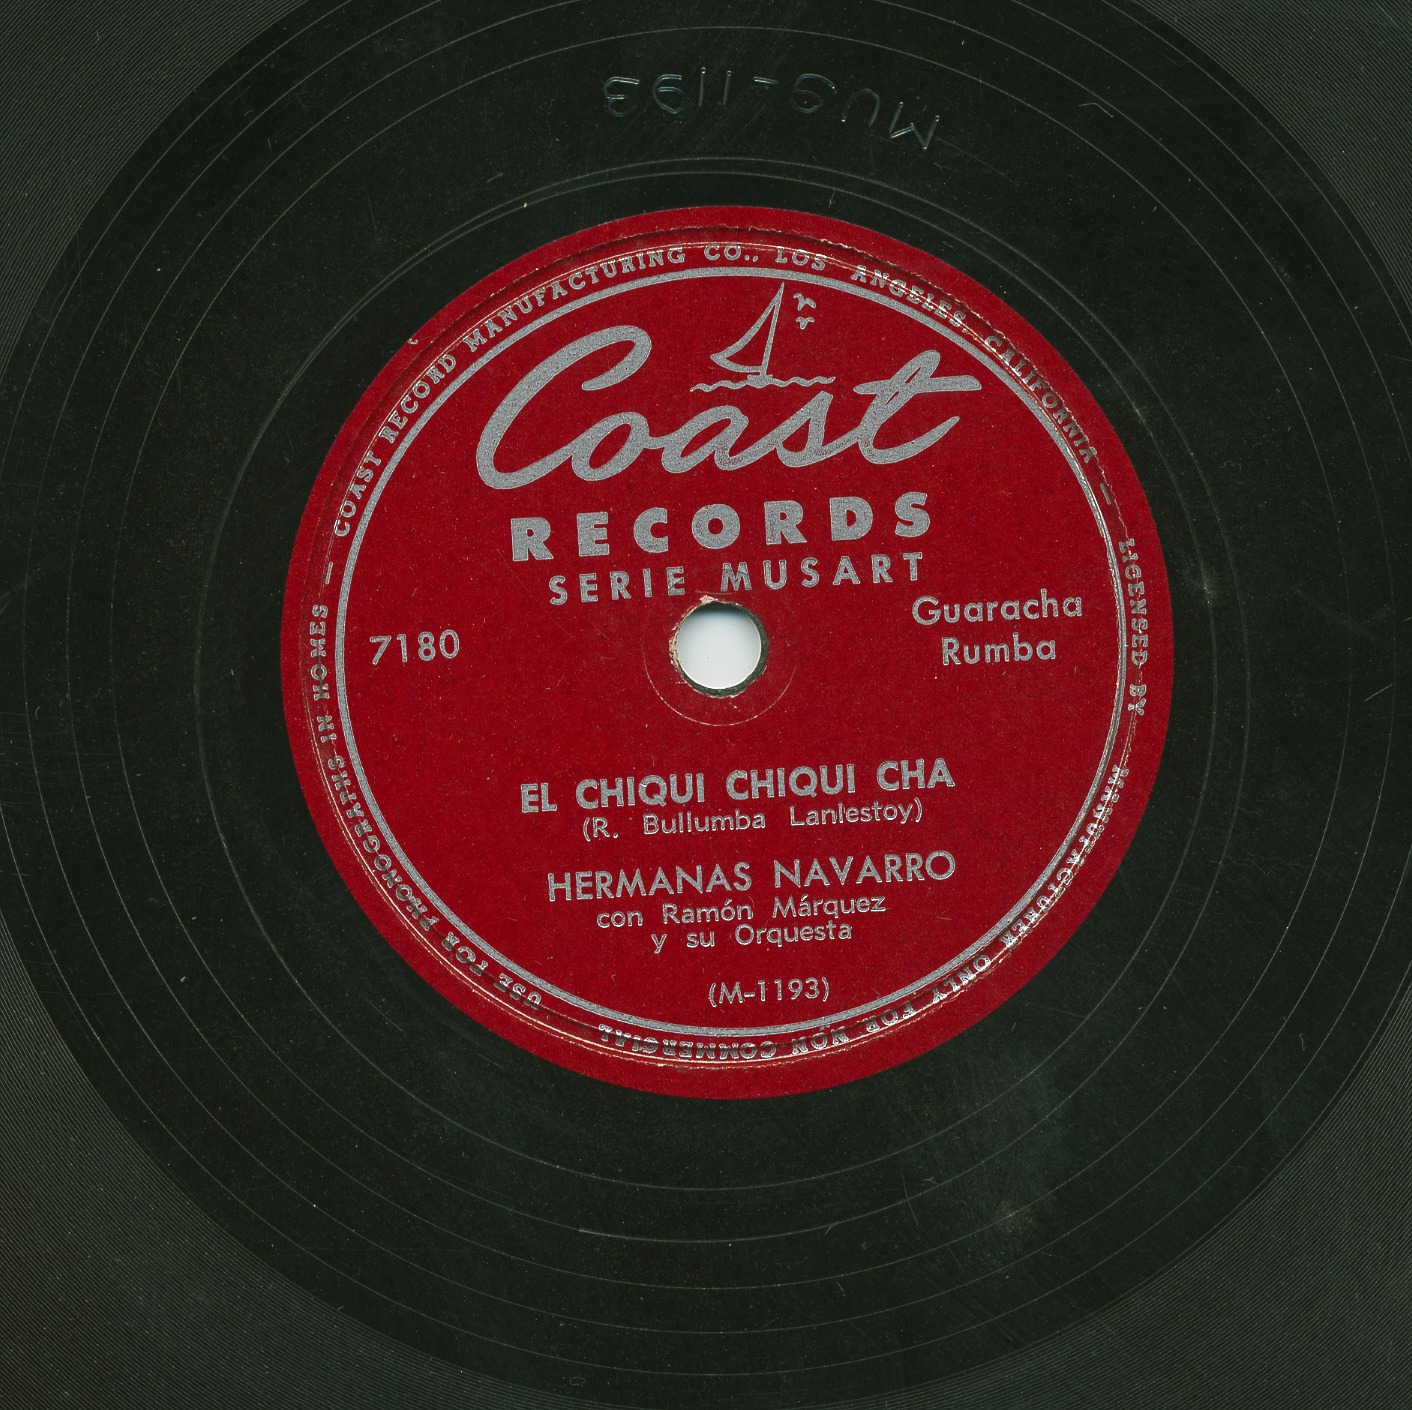 MUS-1193
COAST RECORD MANUFACTURING CO., LOS ANGELES, CALIFORNIA — LICENSED BY MANUFACTURER ONLY FOR NON COMMERCIAL USE FOR PHONOGRAPHS IN HOMES —
Coast
RECORDS
SERIE MUSART
7180
Guaracha
Rumba
EL CHIQUI CHIQUI CHA
(R. Bullumba Lanlestoy)
HERMANAS NAVARRO
con Ramón Márquez
y su Orquesta
(M-1193)